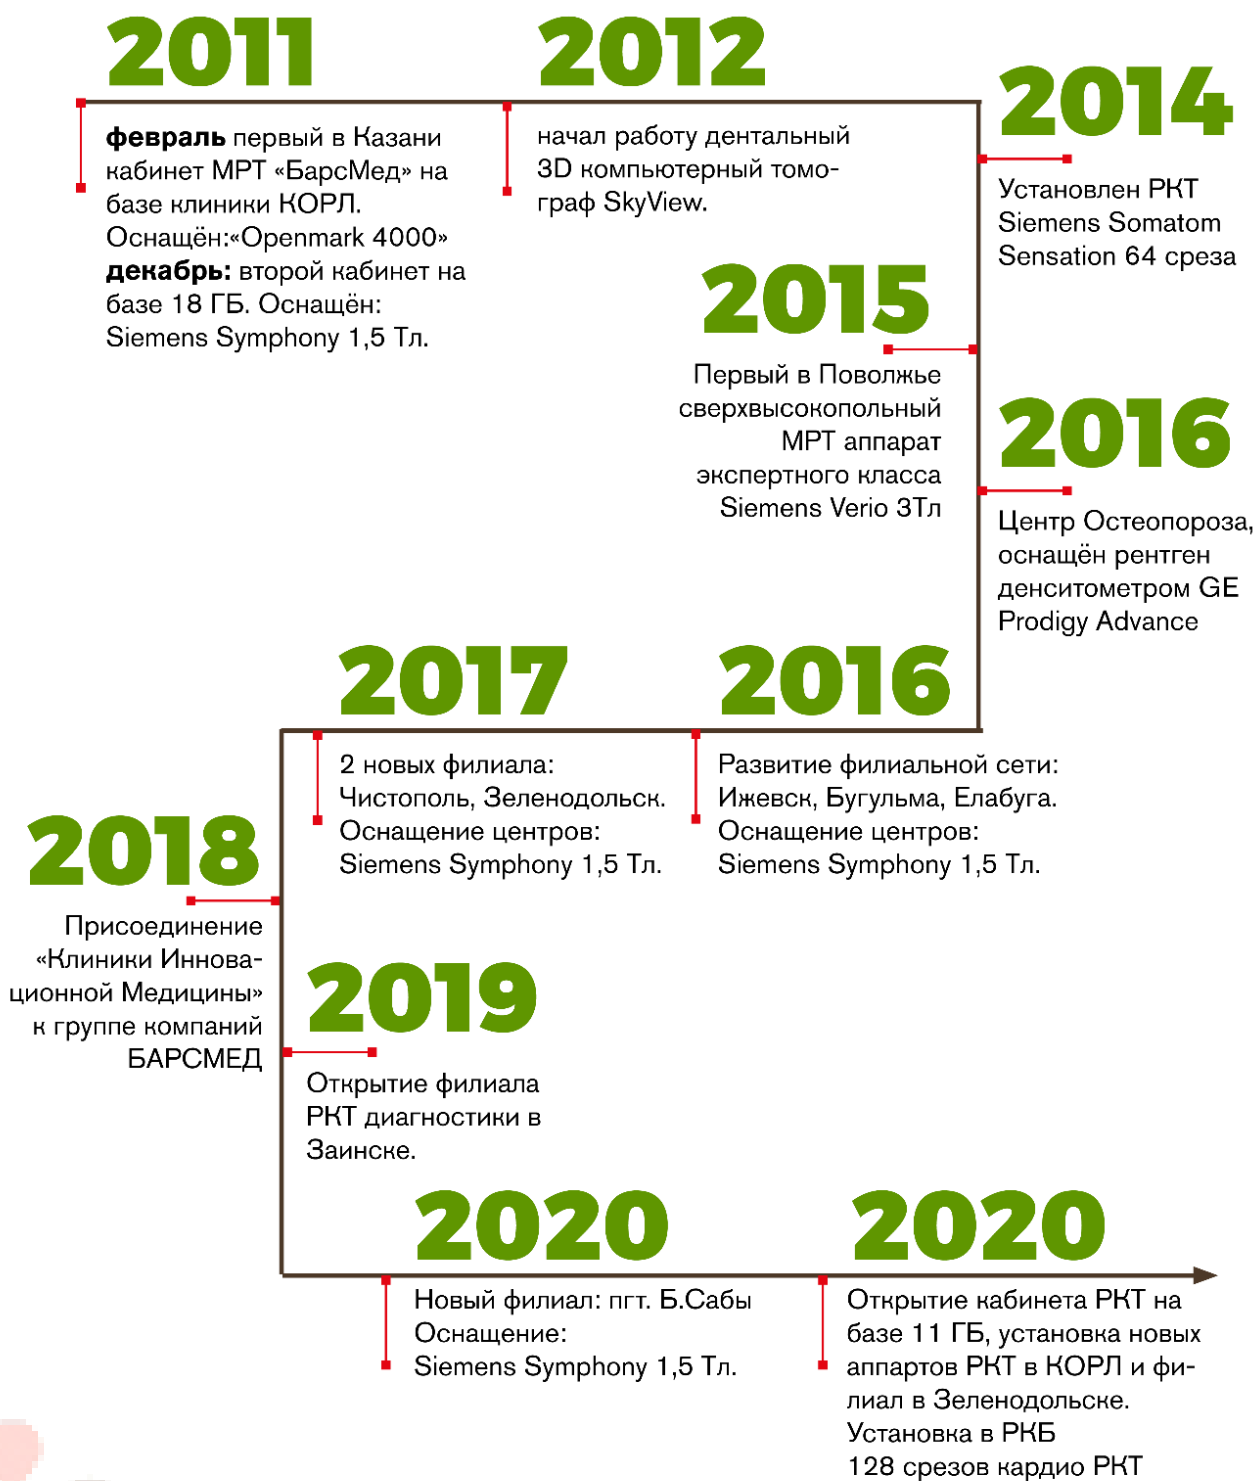 2011
февраль первый в Казани
кабинет МРТ «БарсМед» на
базе клиники КОРЛ.
Оснащён:«Openmark 4000»
декабрь: второй кабинет на
базе 18 ГБ. Оснащён:
Siemens Symphony 1,5 Тл.
2012
начал работу дентальный
3D компьютерный томо-
граф SkyView.
2014
Установлен РКТ
Siemens Somatom
Sensation 64 среза
2015
Первый в Поволжье
сверхвысокопольный
МРТ аппарат
экспертного класса
Siemens Verio 3Тл
2016
Центр Остеопороза,
оснащён рентген
денситометром GE
Prodigy Advance
2016
Развитие филиальной сети:
Ижевск, Бугульма, Елабуга.
Оснащение центров:
Siemens Symphony 1,5 Тл.
2017
2 новых филиала:
Чистополь, Зеленодольск.
Оснащение центров:
Siemens Symphony 1,5 Тл.
2018
Присоединение
«Клиники Иннова-
ционной Медицины»
к группе компаний
БАРСМЕД
2019
Открытие филиала
РКТ диагностики в
Заинске.
2020
Новый филиал: пгт. Б.Сабы
Оснащение:
Siemens Symphony 1,5 Тл.
2020
Открытие кабинета РКТ на
базе 11 ГБ, установка новых
аппартов РКТ в КОРЛ и фи-
лиал в Зеленодольске.
Установка в РКБ
128 срезов кардио РКТ